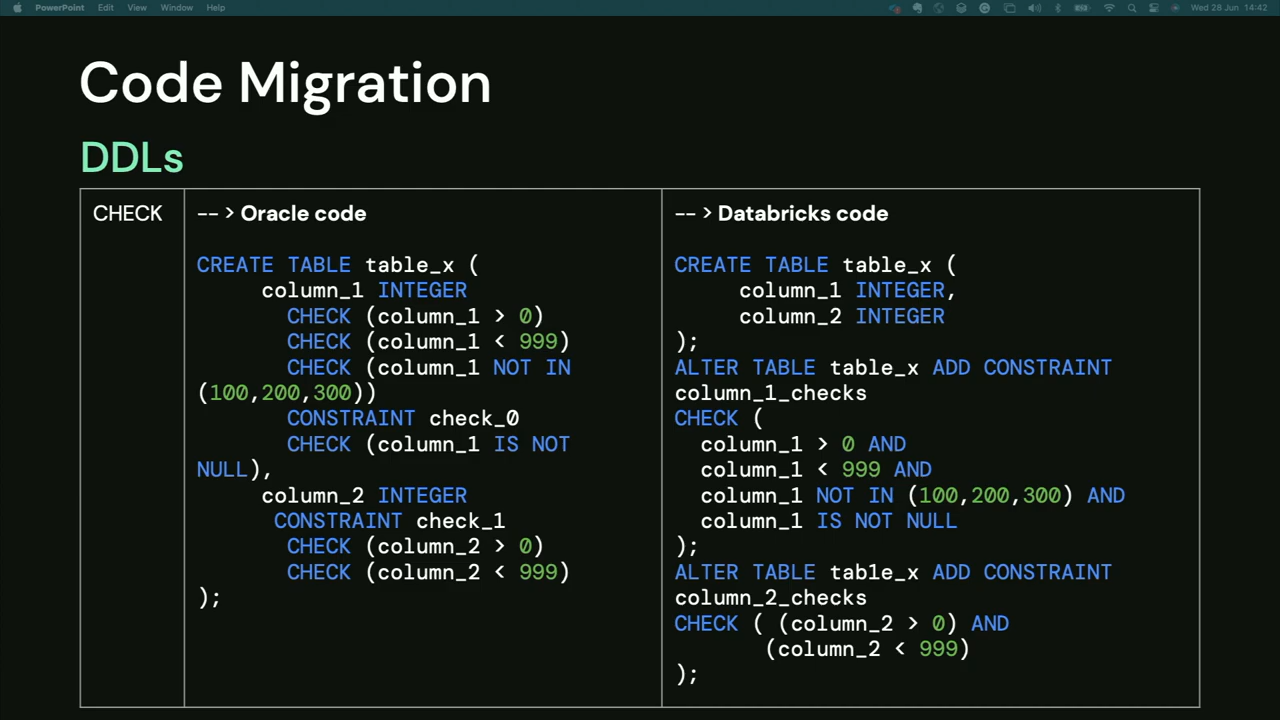 PowerPoint File Edit View Window Help Wed 28 Jun 14:42
Code Migration
DDLs
CHECK
-- > Oracle code
CREATE TABLE table_x (
column_1 INTEGER
CHECK (column_1 > 0)
CHECK (column_1 < 999)
CHECK (column_1 NOT IN
(100,200,300))
CONSTRAINT check_0
CHECK (column_1 IS NOT
NULL),
column_2 INTEGER
CONSTRAINT check_1
CHECK (column_2 > 0)
CHECK (column_2 < 999)
);
-- > Databricks code
CREATE TABLE table_x (
column_1 INTEGER,
column_2 INTEGER
);
ALTER TABLE table_x ADD CONSTRAINT
column_1_checks
CHECK (
column_1 > 0 AND
column_1 < 999 AND
column_1 NOT IN (100,200,300) AND
column_1 IS NOT NULL
);
ALTER TABLE tab1e_x ADD CONSTRAINT
column_2_checks
CHECK ( (column_2 > 0) AND
(column_2 < 999)
);